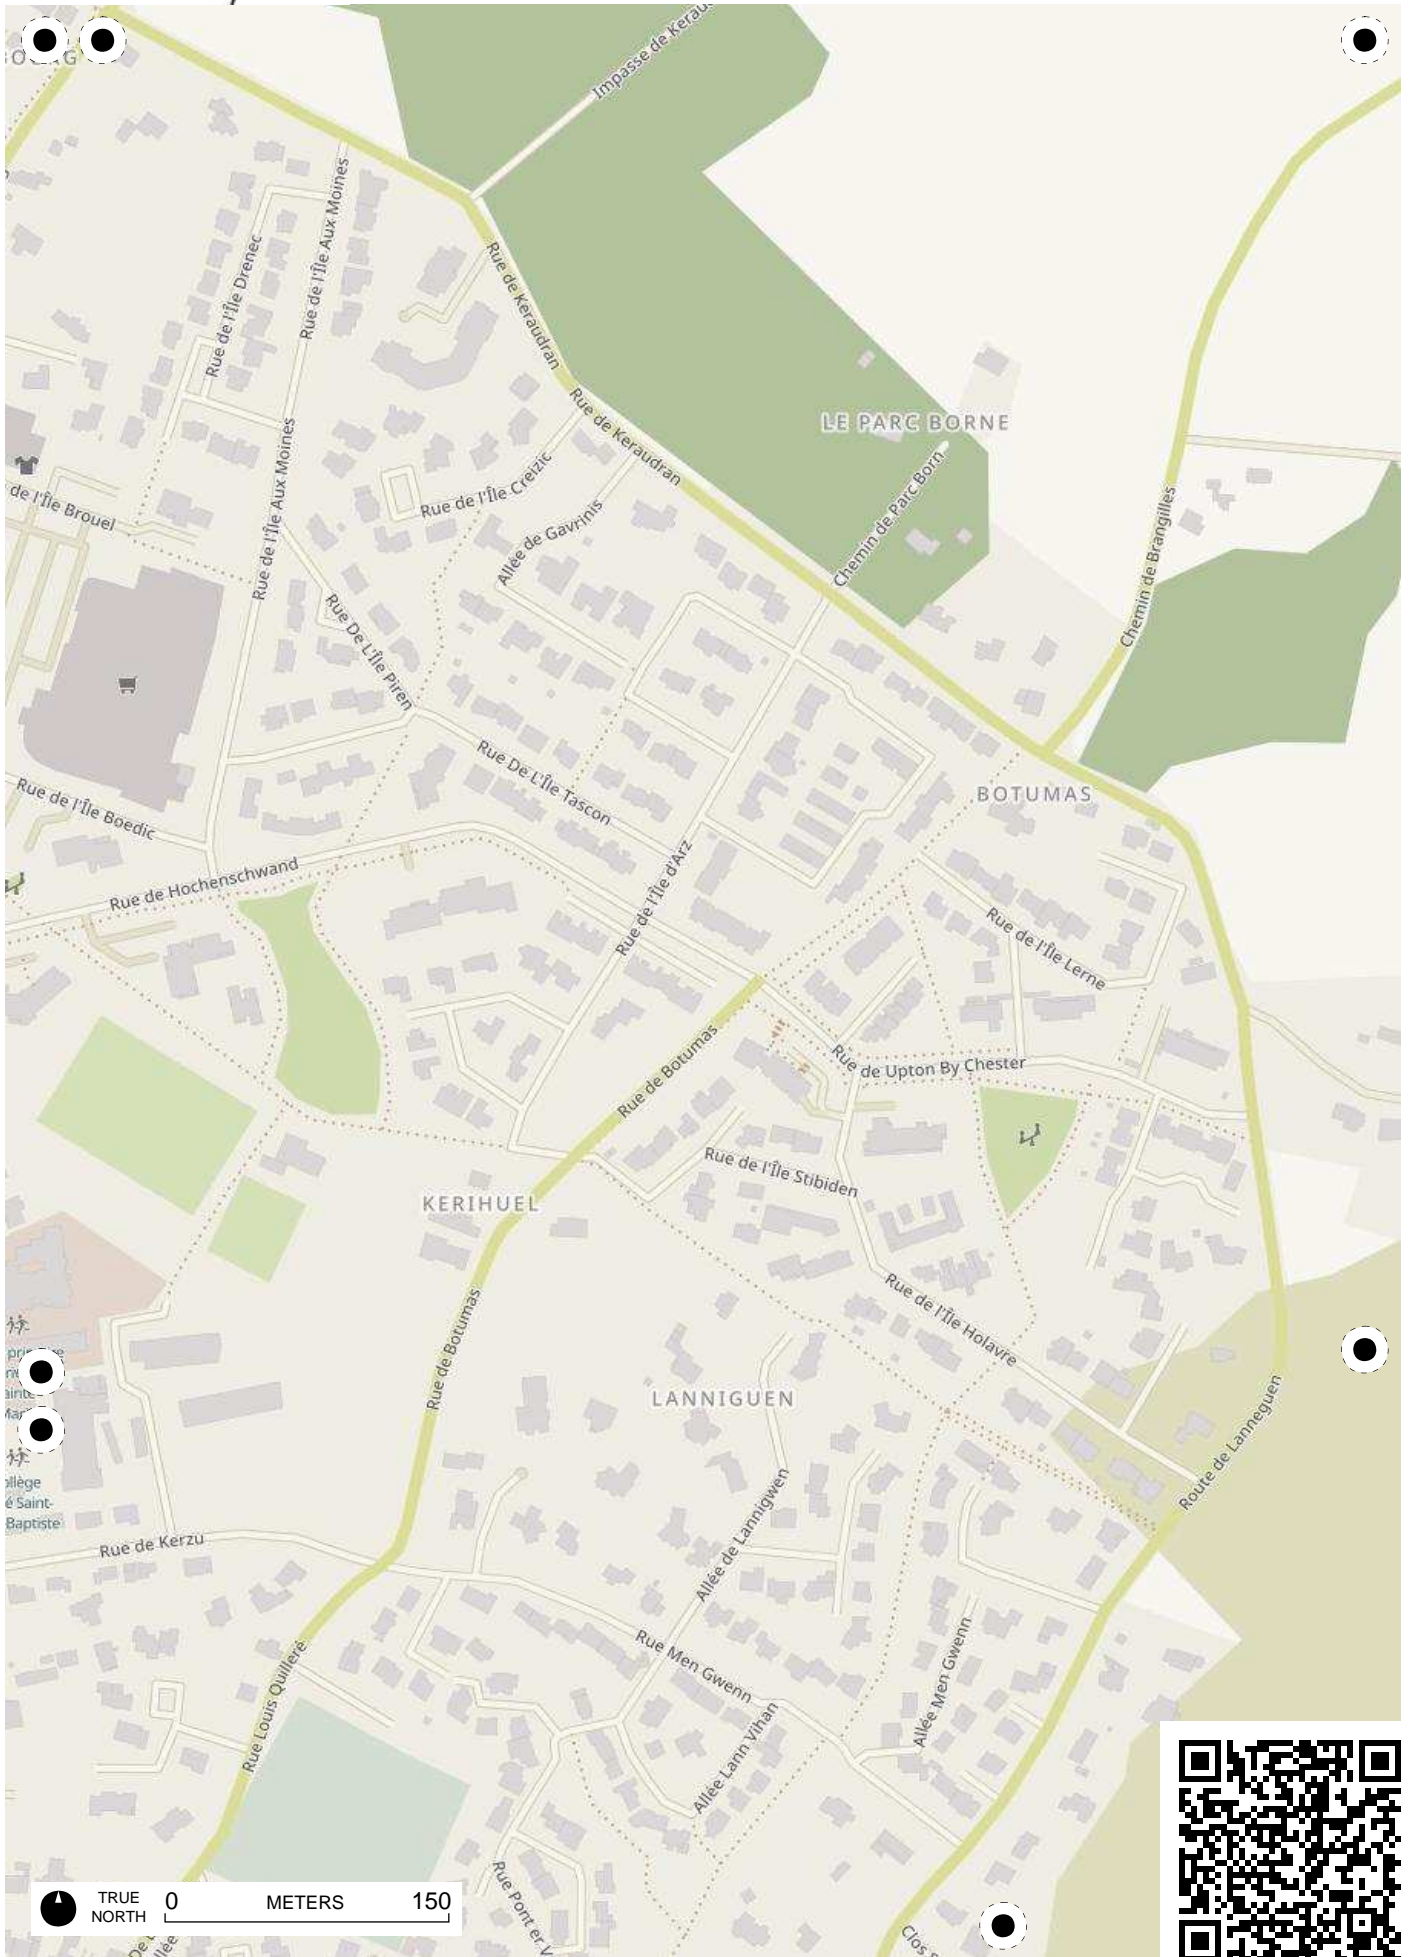 Impasse de Keraud
Rue de l'Île Aux Moines
Rue de l'Île Drenec
Rue de Keraudran
Rue de Keraudran
LE PARC BORNE
Rue de l'Île Aux Moines
Rue de l'Île Creizic
Chemin de Parc Born
de l'Île Brouel
Allée de Gavrinis
Chemin de Brangilles
Rue De L'Île Piren
Rue De L'Île Tascon
BOTUMAS
Rue de l'Île Boedic
Rue de Hochenschwand
Rue de l'Île d'Arz
Rue de l'Île Lerne
Rue de Botumas
Rue de Upton By Chester
Rue de l'Île Stibiden
KERIHUEL
Rue de Botumas
Rue de l'Île Holavre
LANNIGUEN
Route de Lanneguen
ollège
é Saint-
Baptiste
Rue de Kerzu
Allée de Lannigwen
Rue Men Gwenn
Allée Men Gwenn
Rue Louis Quilleré
Allée Lann Vihan
Rue Pont er V
Clos
TRUE
NORTH
0 METERS 150